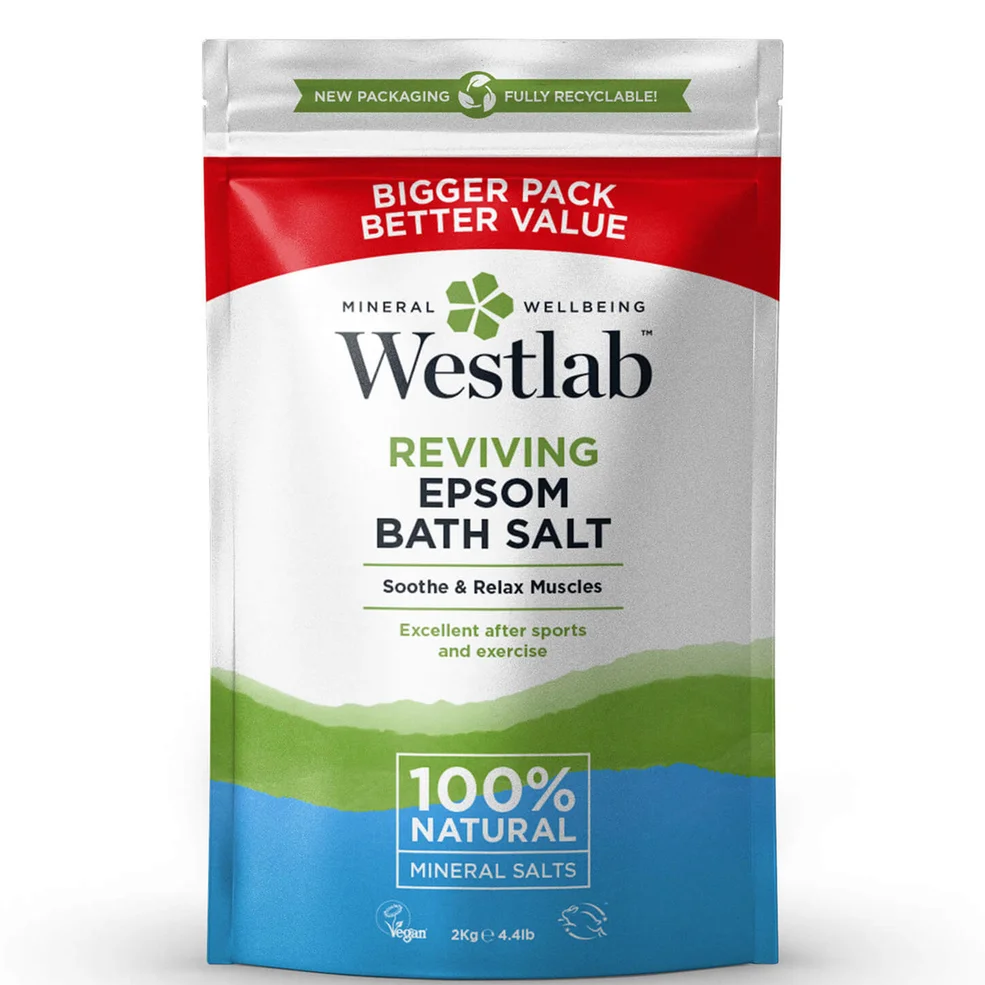 NEW PACKAGING FULLY RECYCLABLE!
BIGGER PACK
BETTER VALUE
MINERAL WELLBEING
Westlab™
REVIVING
EPSOM
BATH SALT
Soothe & Relax Muscles
Excellent after sports
and exercise
100%
NATURAL
MINERAL SALTS
Vegan 2Kg ℮ 4.4lb